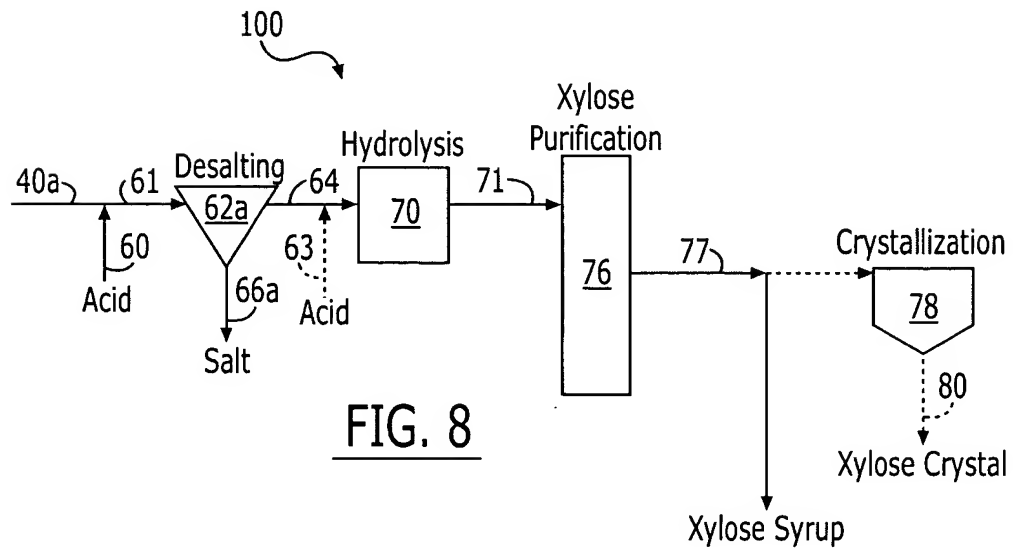 100
Xylose
Purification
Hydrolysis
Desalting
40a
61
62a
64
70
71
76
77
Crystallization
78
60
Acid
66a
Salt
63
Acid
80
Xylose Crystal
Xylose Syrup
FIG. 8